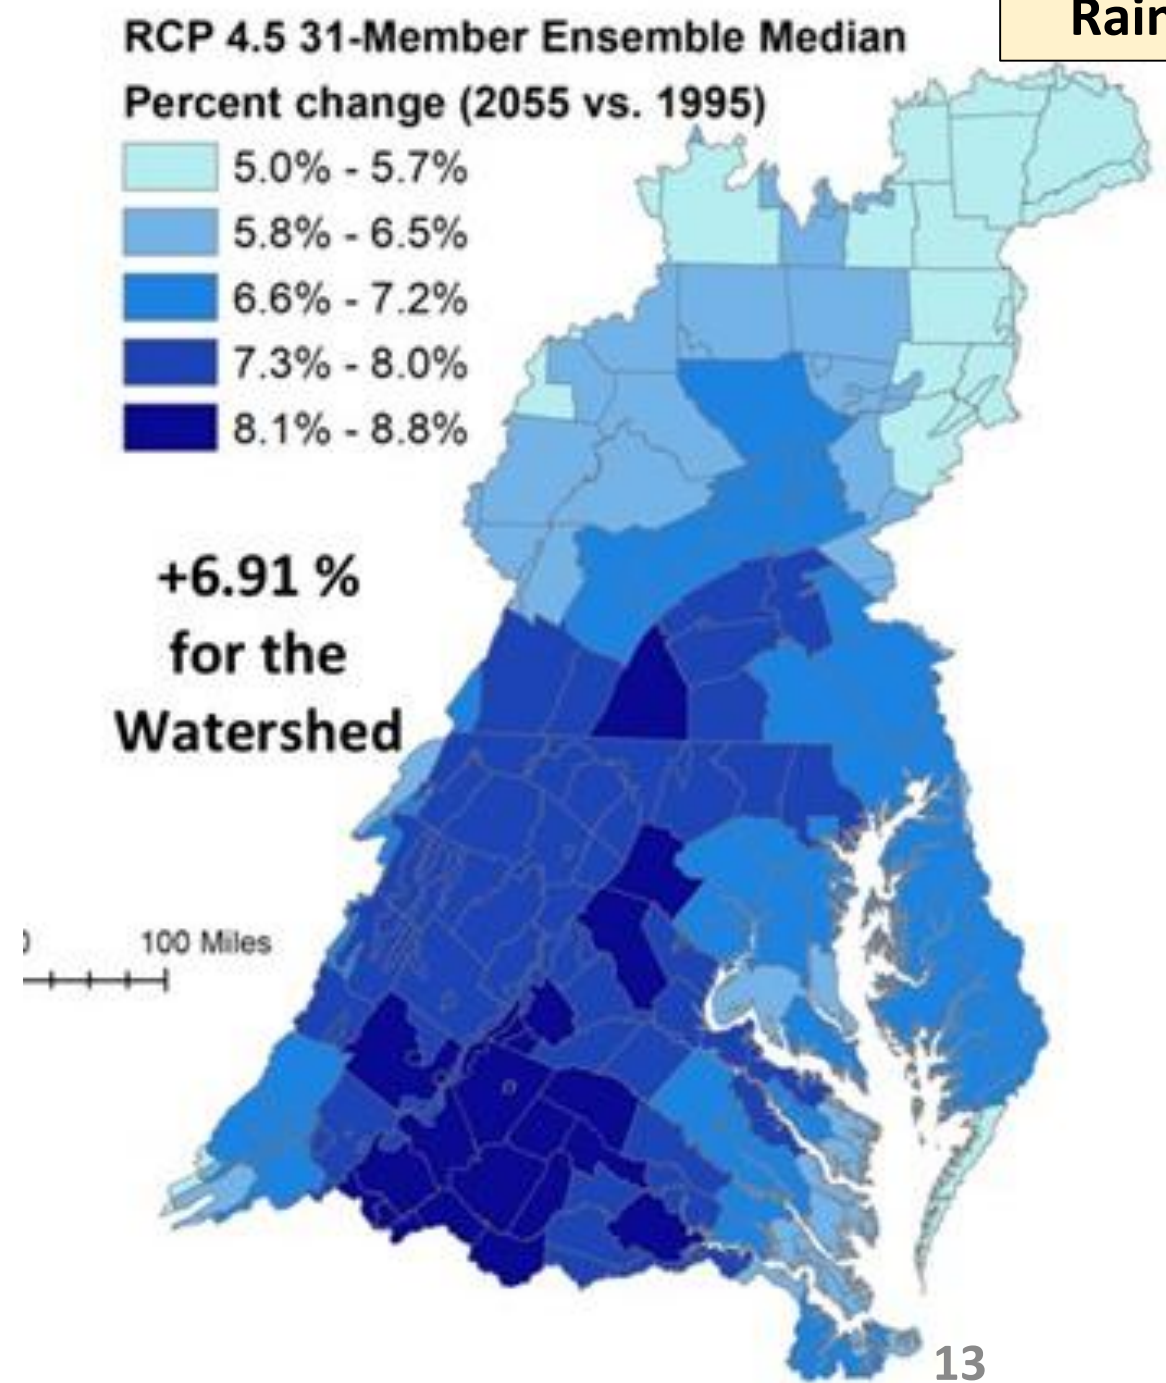 Rain
RCP 4.5 31-Member Ensemble Median
Percent change (2055 vs. 1995)
5.0% - 5.7%
5.8% - 6.5%
6.6% - 7.2%
7.3% - 8.0%
8.1% - 8.8%
+6.91 %
for the
Watershed
0 100 Miles
13